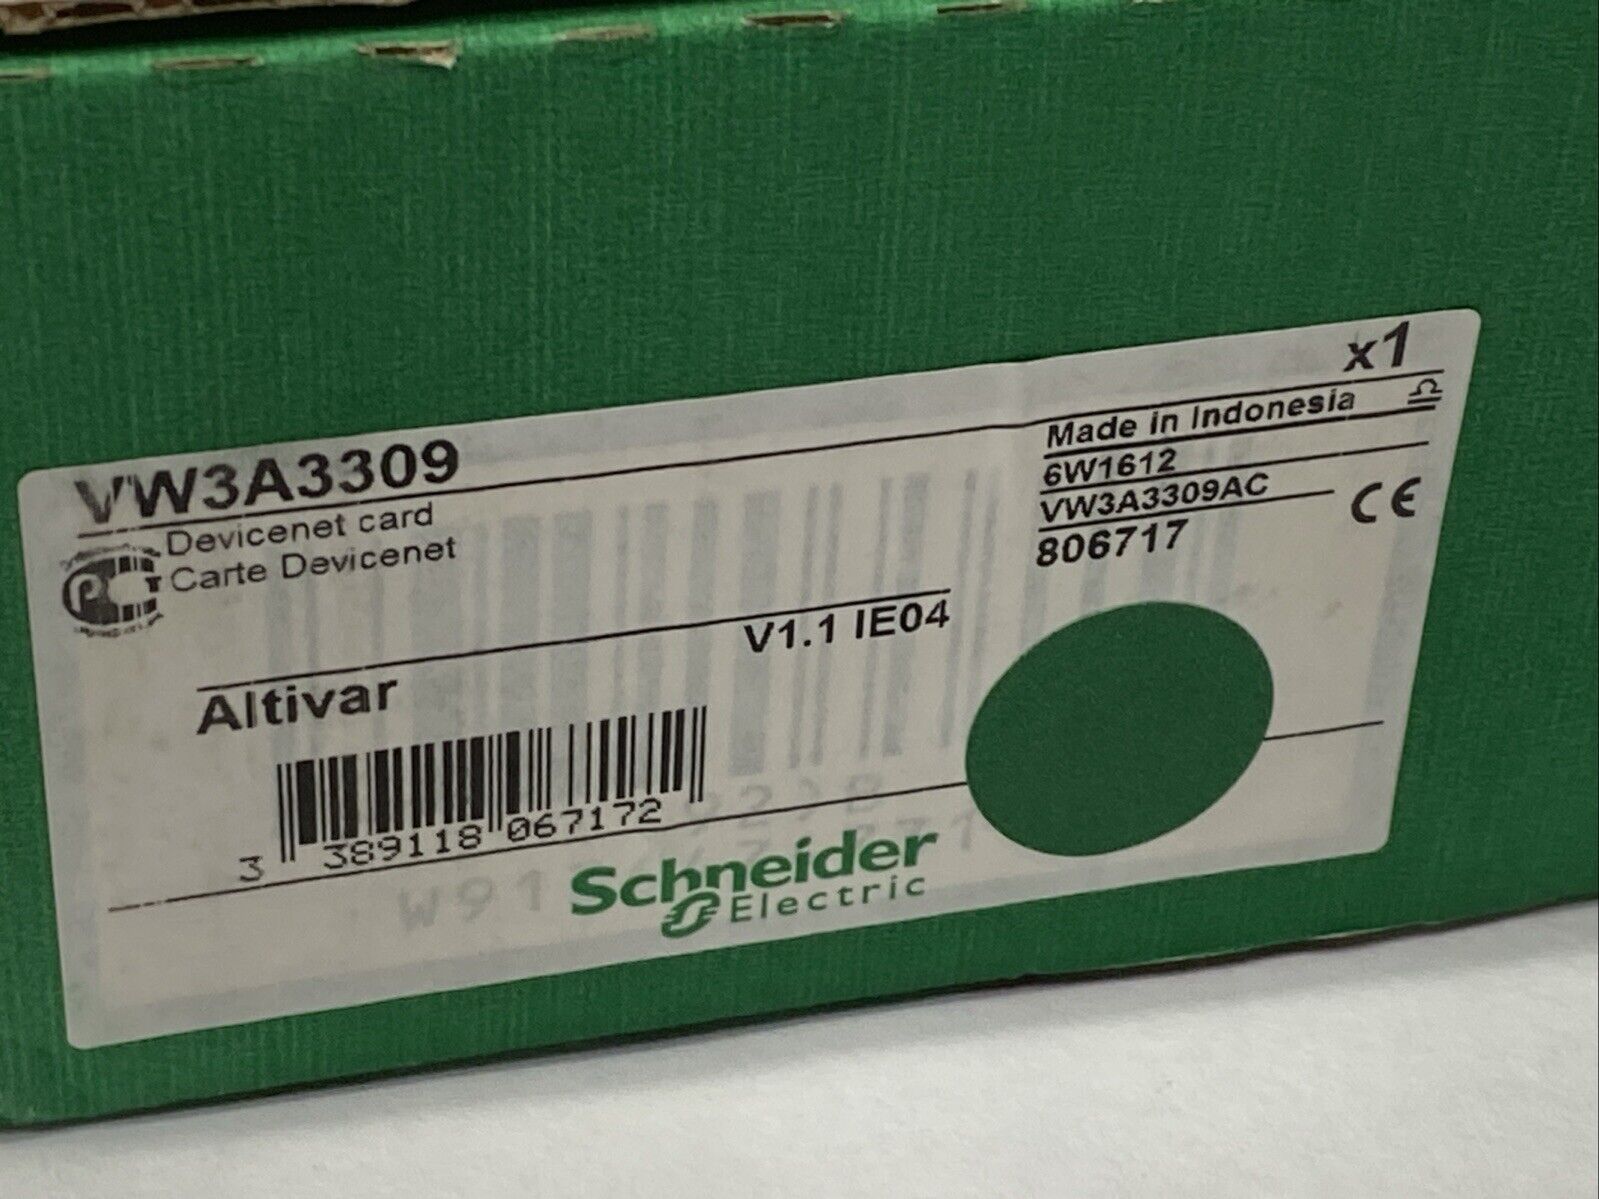 x1
VW3A3309
Devicenet card
Carte Devicenet
Made in Indonesia
6W1612
VW3A3309AC
806717
CE
V1.1 IE04
Altivar
3 389118 067172
Schneider
Electric